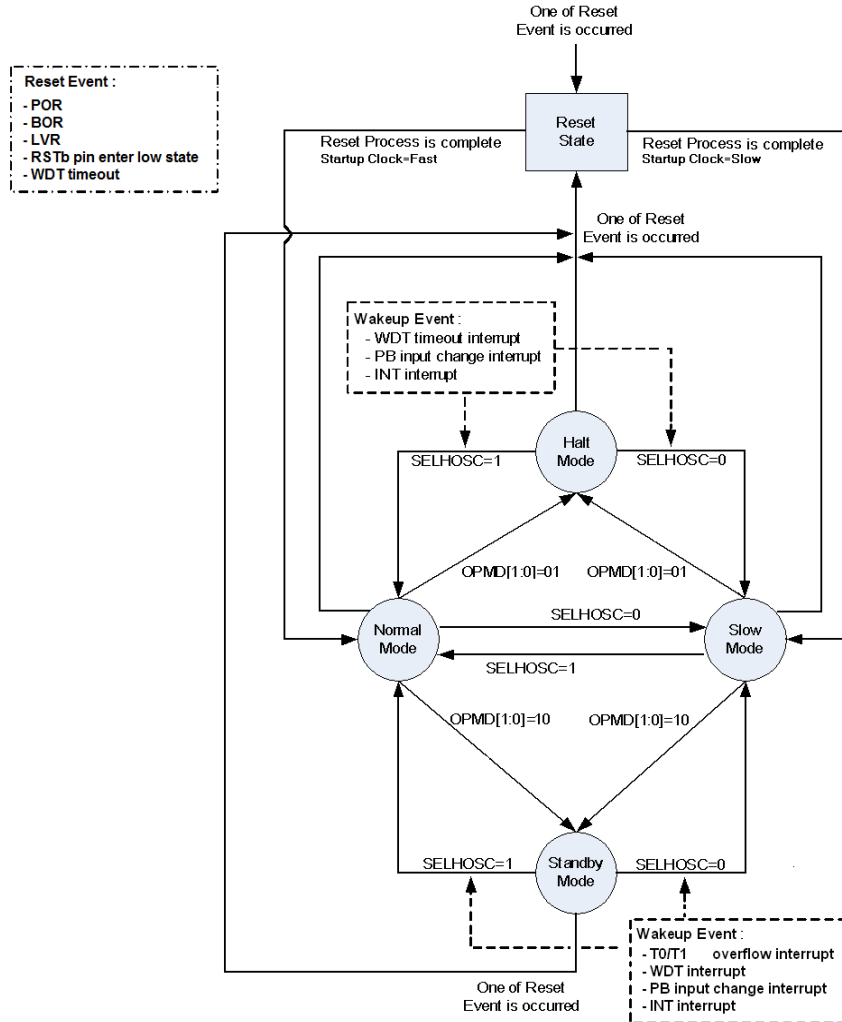 One of Reset
Event is occurred
Reset Event :
- POR
- BOR
- LVR
- RSTb pin enter low state
- WDT timeout
Reset
State
Reset Process is complete
Startup Clock=Fast
Reset Process is complete
Startup Clock=Slow
One of Reset
Event is occurred
Wakeup Event :
- WDT timeout interrupt
- PB input change interrupt
- INT interrupt
Halt
Mode
SELHOSC=1
SELHOSC=0
OPMD[1:0]=01
OPMD[1:0]=01
Normal
Mode
SELHOSC=0
Slow
Mode
SELHOSC=1
OPMD[1:0]=10
OPMD[1:0]=10
SELHOSC=1
Standby
Mode
SELHOSC=0
Wakeup Event :
- T0/T1 overflow interrupt
- WDT interrupt
- PB input change interrupt
- INT interrupt
One of Reset
Event is occurred